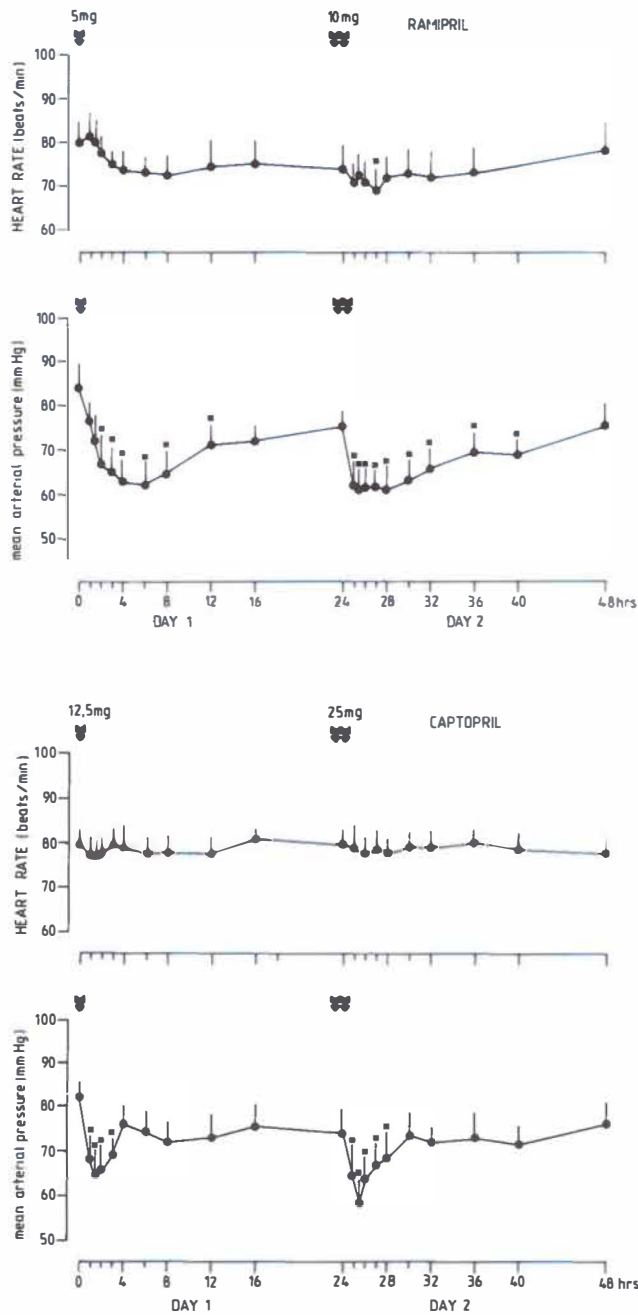 5mg
10mg
RAMIPRIL
HEART RATE (beats/min)
100
90
80
70
60
mean arterial pressure (mm Hg)
100
90
80
70
60
50
0 4 8 12 16 24 28 32 36 40 48 hrs
DAY 1 DAY 2
12,5mg
25mg
CAPTOPRIL
HEART RATE (beats/min)
100
90
80
70
60
mean arterial pressure (mm Hg)
100
90
80
70
60
50
0 4 8 12 16 24 28 32 36 40 48 hrs
DAY 1 DAY 2